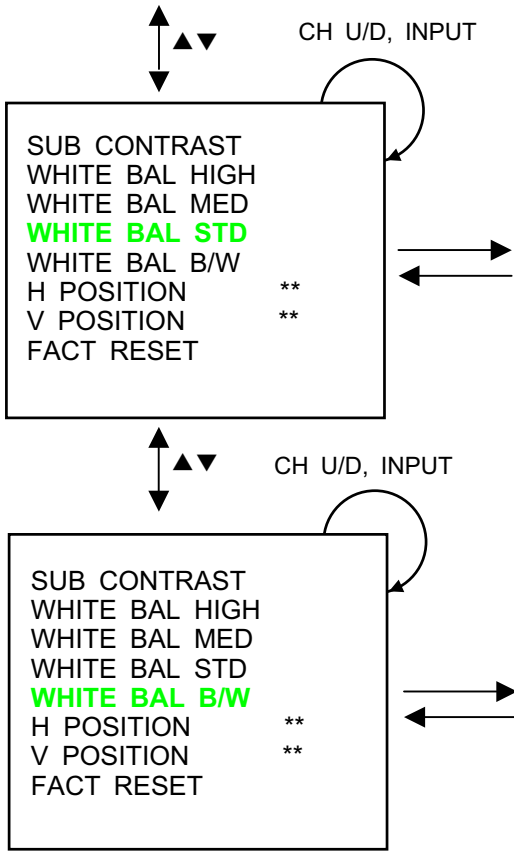 ▲▼
CH U/D, INPUT
SUB CONTRAST
WHITE BAL HIGH
WHITE BAL MED
WHITE BAL STD
WHITE BAL B/W
H POSITION **
V POSITION **
FACT RESET
▲▼
CH U/D, INPUT
SUB CONTRAST
WHITE BAL HIGH
WHITE BAL MED
WHITE BAL STD
WHITE BAL B/W
H POSITION **
V POSITION **
FACT RESET